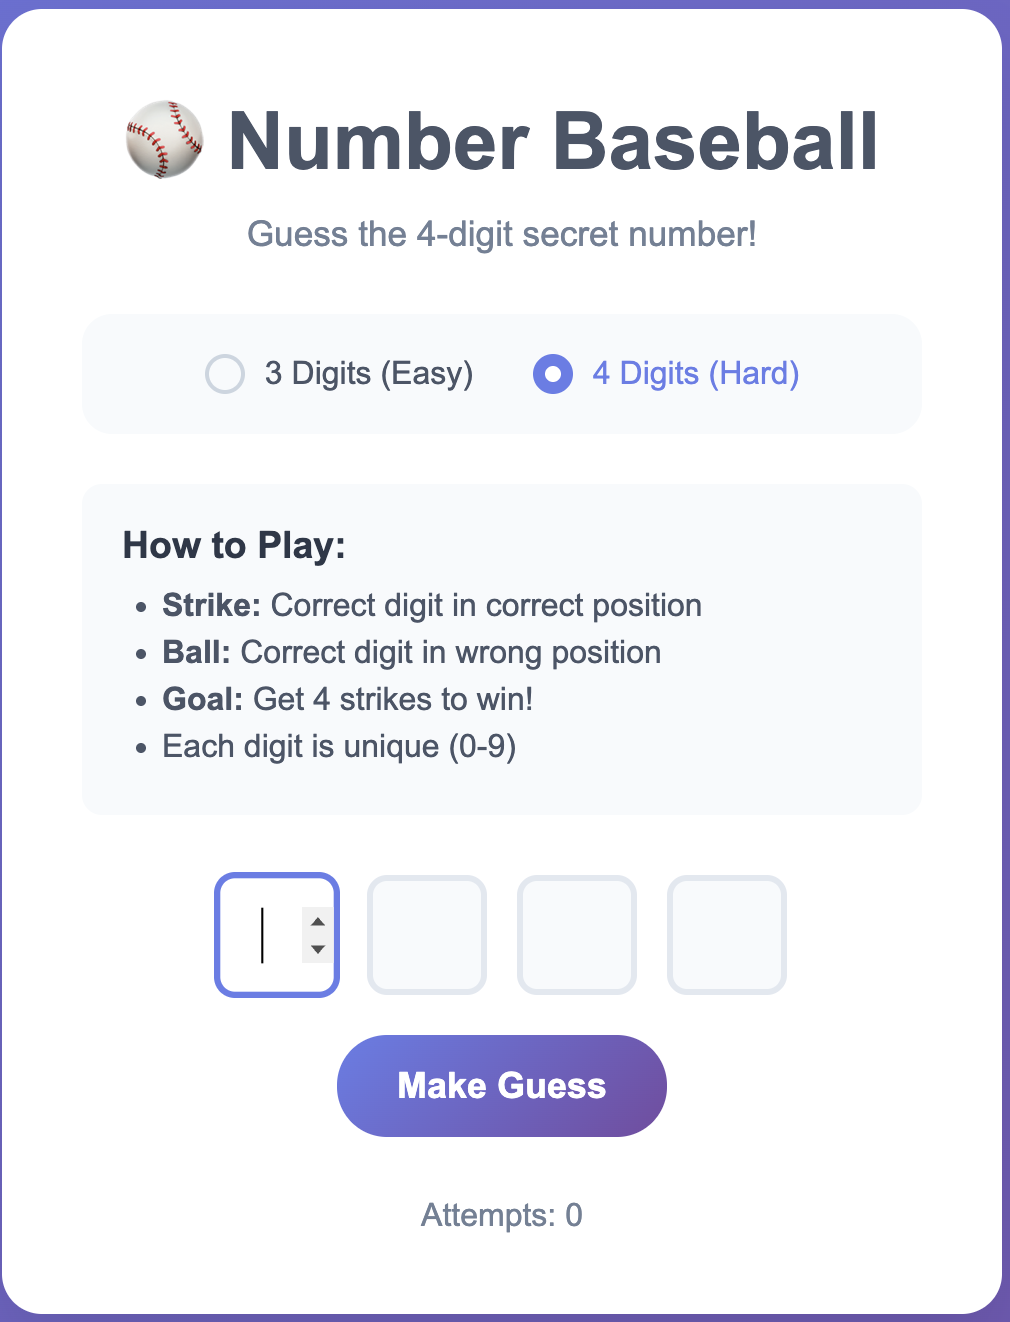 Number Baseball
Guess the 4-digit secret number!
3 Digits (Easy) 4 Digits (Hard)
How to Play:
• Strike: Correct digit in correct position
• Ball: Correct digit in wrong position
• Goal: Get 4 strikes to win!
• Each digit is unique (0-9)
Make Guess
Attempts: 0